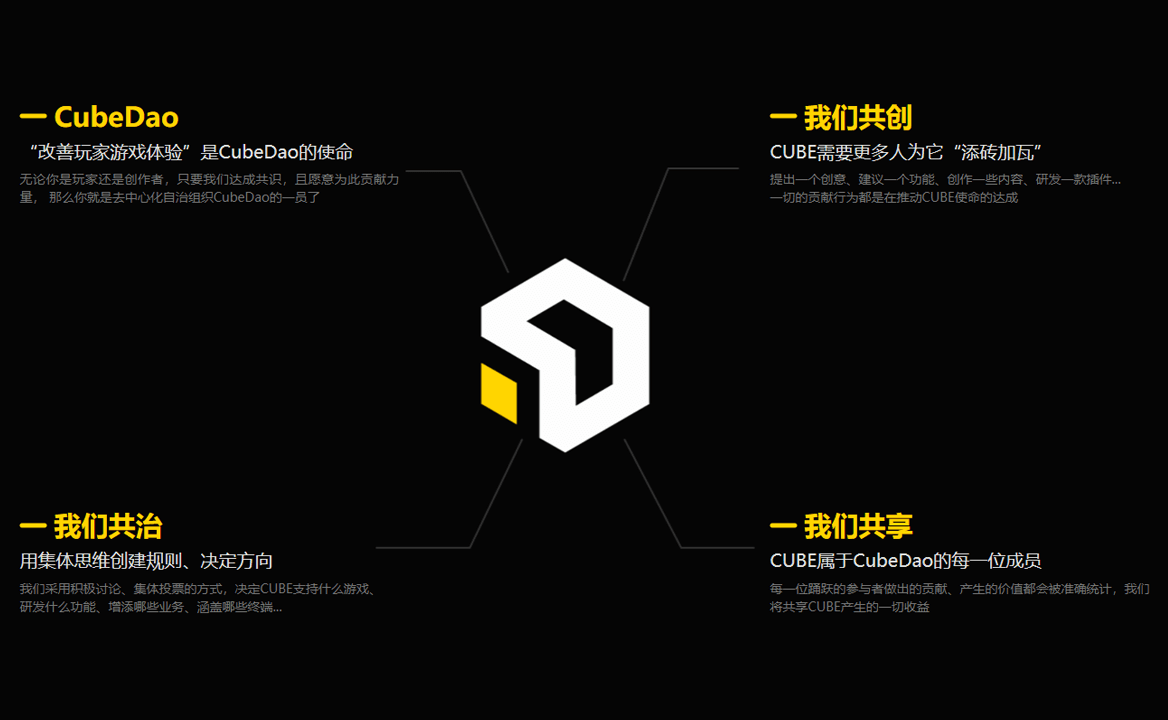 一 CubeDao
“改善玩家游戏体验”是CubeDao的使命
无论你是玩家还是创作者，只要我们达成共识，且愿意为此贡献力
量， 那么你就是去中心化自治组织CubeDao的一员了
一 我们共创
CUBE需要更多人为它“添砖加瓦”
提出一个创意、建议一个功能、创作一些内容、研发一款插件...
一切的贡献行为都是在推动CUBE使命的达成
一 我们共治
用集体思维创建规则、决定方向
我们采用积极讨论、集体投票的方式，决定CUBE支持什么游戏、
研发什么功能、增添哪些业务、涵盖哪些终端...
一 我们共享
CUBE属于CubeDao的每一位成员
每一位踊跃的参与者做出的贡献、产生的价值都会被准确统计，我们
将共享CUBE产生的一切收益